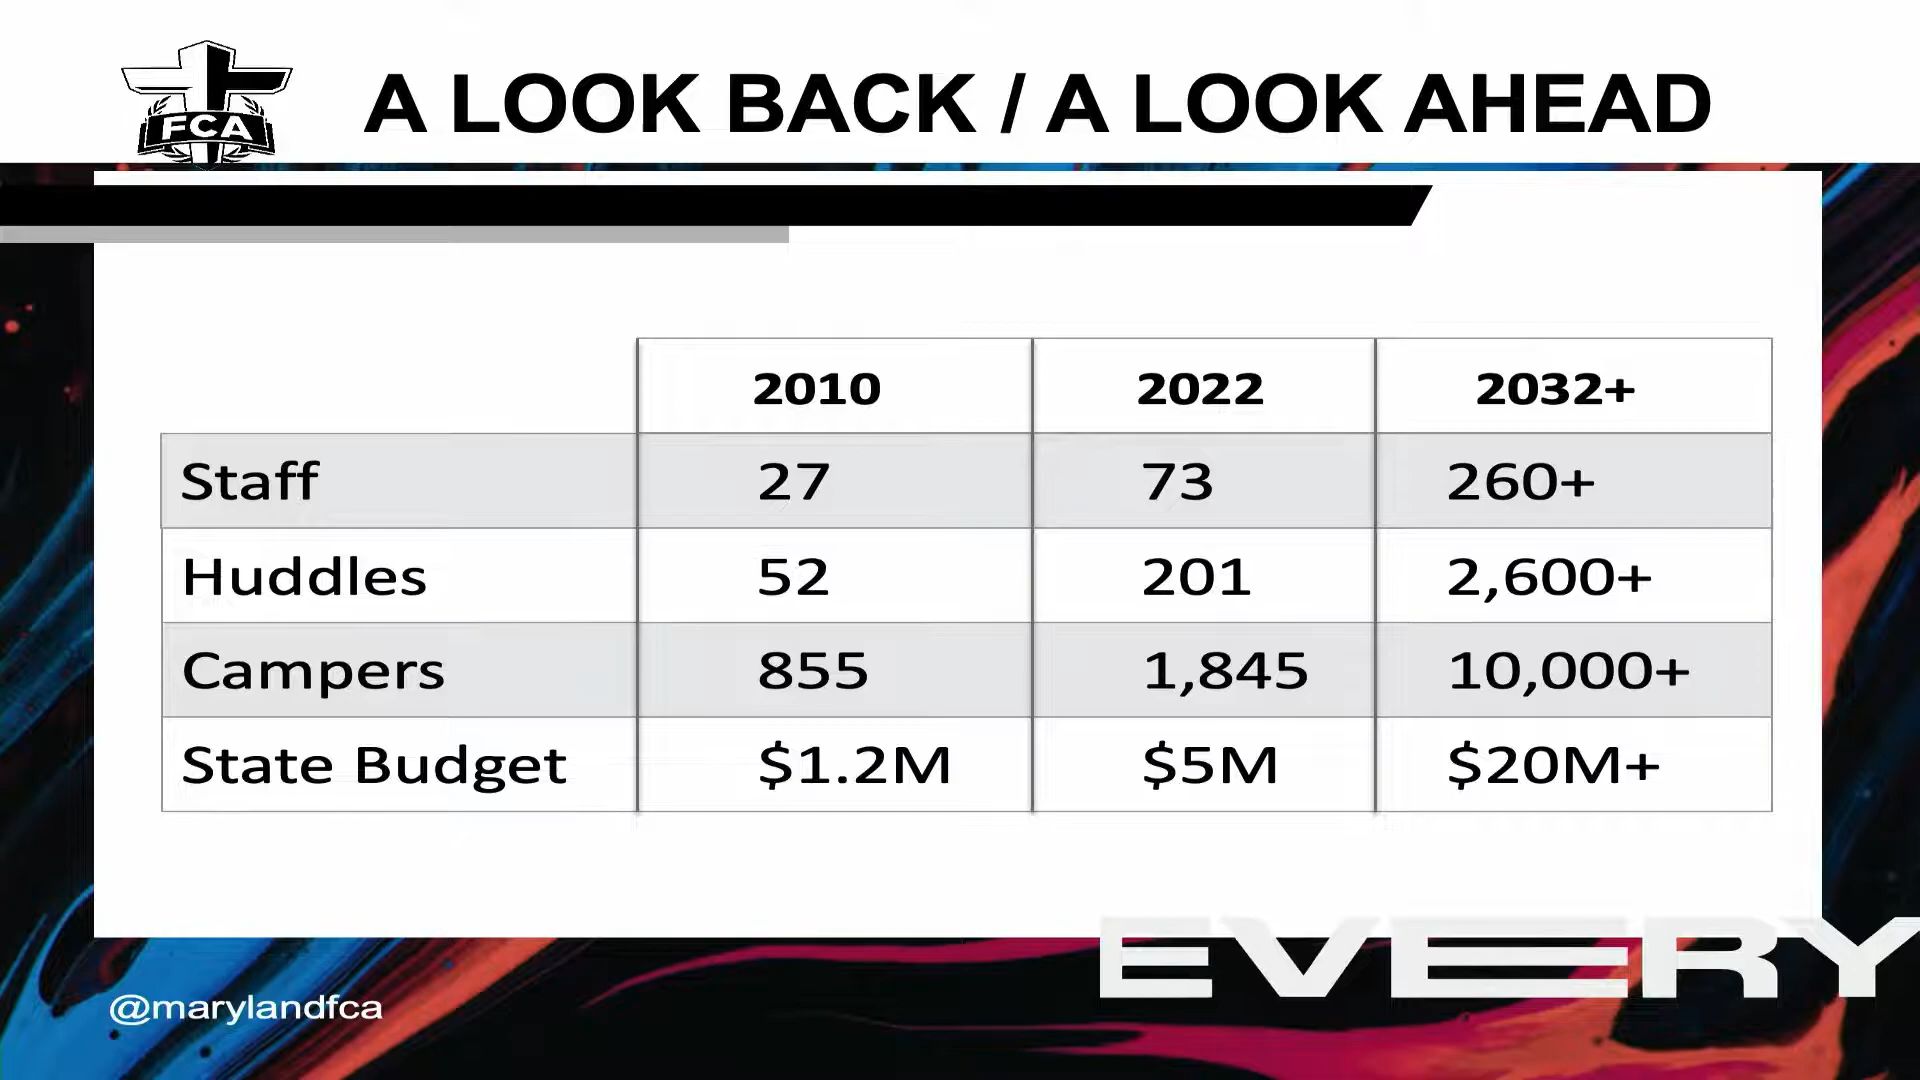 FCA
A LOOK BACK / A LOOK AHEAD
2010 2022 2032+
Staff 27 73 260+
Huddles 52 201 2,600+
Campers 855 1,845 10,000+
State Budget $1.2M $5M $20M+
EVERY
@marylandfca